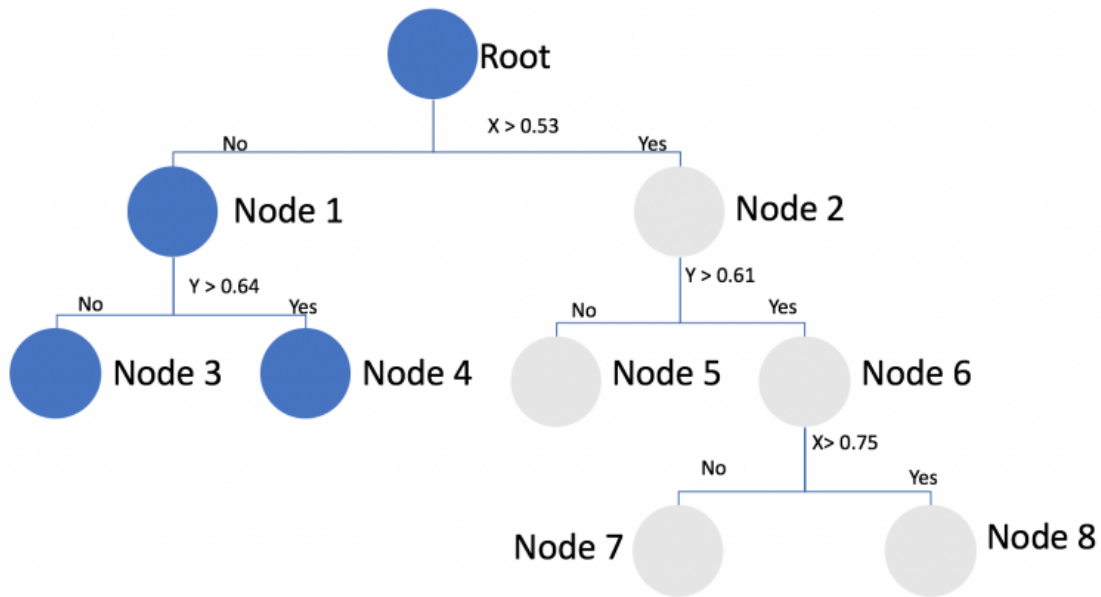 Root
X > 0.53
No
Yes
Node 1
Node 2
Y > 0.64
Y > 0.61
No
Yes
No
Yes
Node 3
Node 4
Node 5
Node 6
X> 0.75
No
Yes
Node 7
Node 8